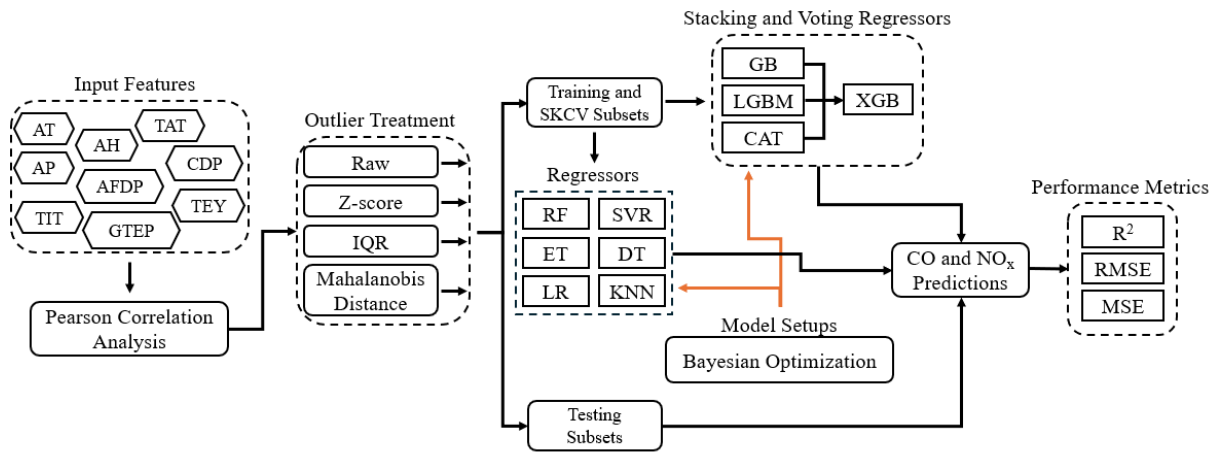 Input Features
AT
AH
TAT
AP
AFDP
CDP
TIT
GTEP
TEY
Pearson Correlation
Analysis
Outlier Treatment
Raw
Z-score
IQR
Mahalanobis
Distance
Training and
SKCV Subsets
Regressors
RF
SVR
ET
DT
LR
KNN
Stacking and Voting Regressors
GB
LGBM
CAT
XGB
Model Setups
Bayesian Optimization
Testing
Subsets
CO and NOₓ
Predictions
Performance Metrics
R²
RMSE
MSE